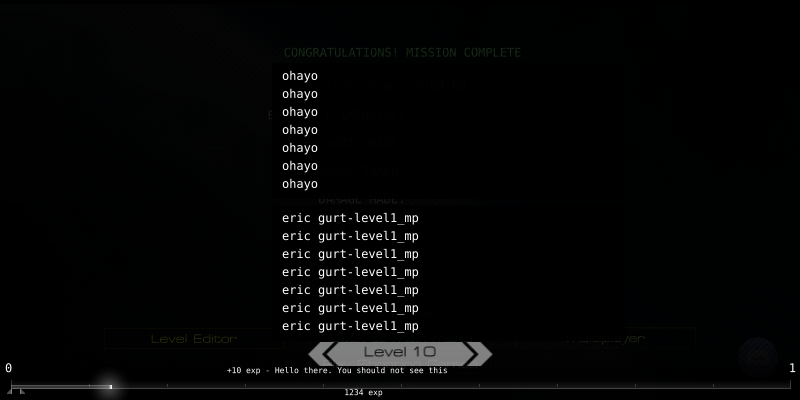 CONGRATULATIONS! MISSION COMPLETE
ohayo
ohayo
ohayo
ohayo
ohayo
ohayo
ohayo
eric gurt-level1_mp
eric gurt-level1_mp
eric gurt-level1_mp
eric gurt-level1_mp
eric gurt-level1_mp
eric gurt-level1_mp
eric gurt-level1_mp
Level Editor
Level 10
0
+10 exp - Hello there. You should not see this
1
1234 exp